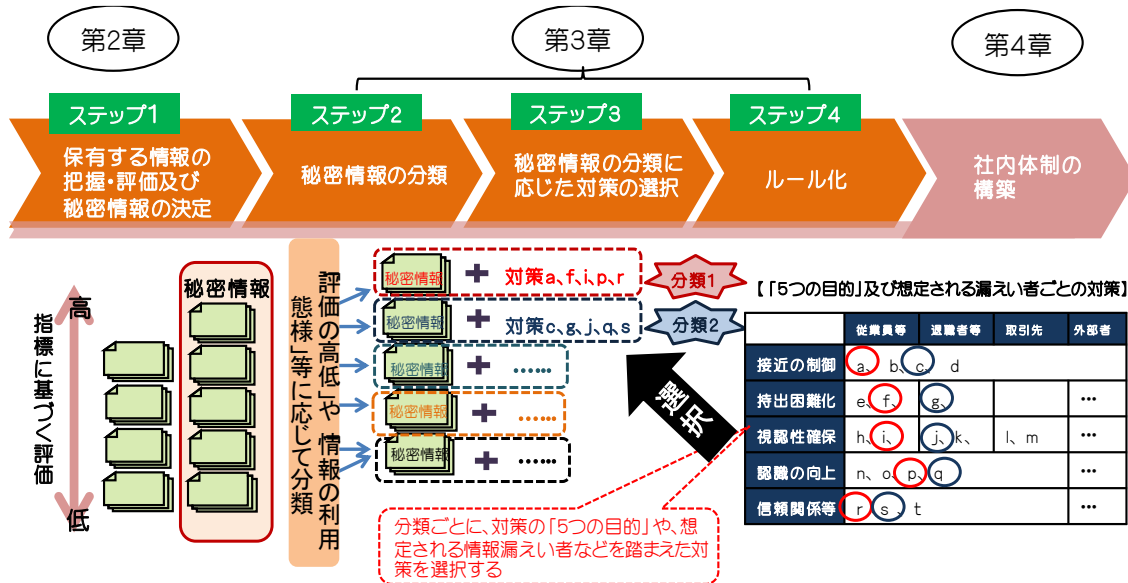 第2章
第3章
第4章
ステップ1
ステップ2
ステップ3
ステップ4
保有する情報の
把握・評価及び
秘密情報の決定
秘密情報の分類
秘密情報の分類に
応じた対策の選択
ルール化
社内体制の
構築
指標に基づく評価
高
低
秘密情報
評価の高低」や 情報の利用
態様」等に応じて分類
秘密情報 + 対策a、f、i、p、r
分類1
秘密情報 + 対策c、g、j、q、s
分類2
秘密情報 + ……
秘密情報 + ……
秘密情報 + ……
選択
分類ごとに、対策の「5つの目的」や、想
定される情報漏えい者などを踏まえた対
策を選択する
【「5つの目的」及び想定される漏えい者ごとの対策】
従業員等 退職者等 取引先 外部者
接近の制御 a、 b、 c、 d
持出困難化 e、 f、 g、 …
視認性確保 h、 i、 j、 k、 l、 m …
認識の向上 n、 o、 p、 q …
信頼関係等 r s 、 t …